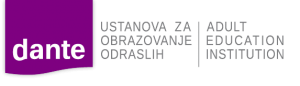 dante
USTANOVA ZA
OBRAZOVANJE
ODRASLIH
ADULT
EDUCATION
INSTITUTION